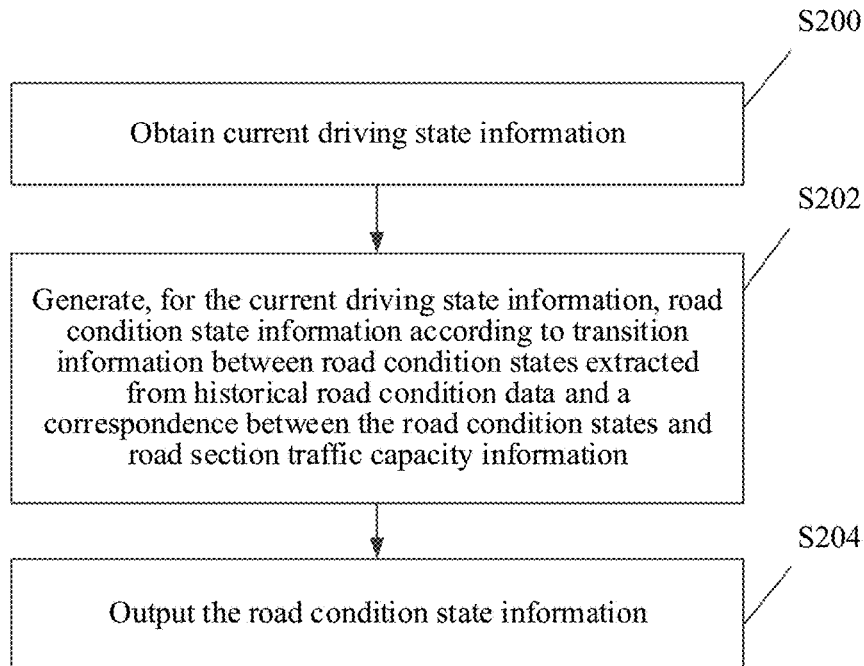 S200
Obtain current driving state information
S202
Generate, for the current driving state information, road
condition state information according to transition
information between road condition states extracted
from historical road condition data and a
correspondence between the road condition states and
road section traffic capacity information
S204
Output the road condition state information